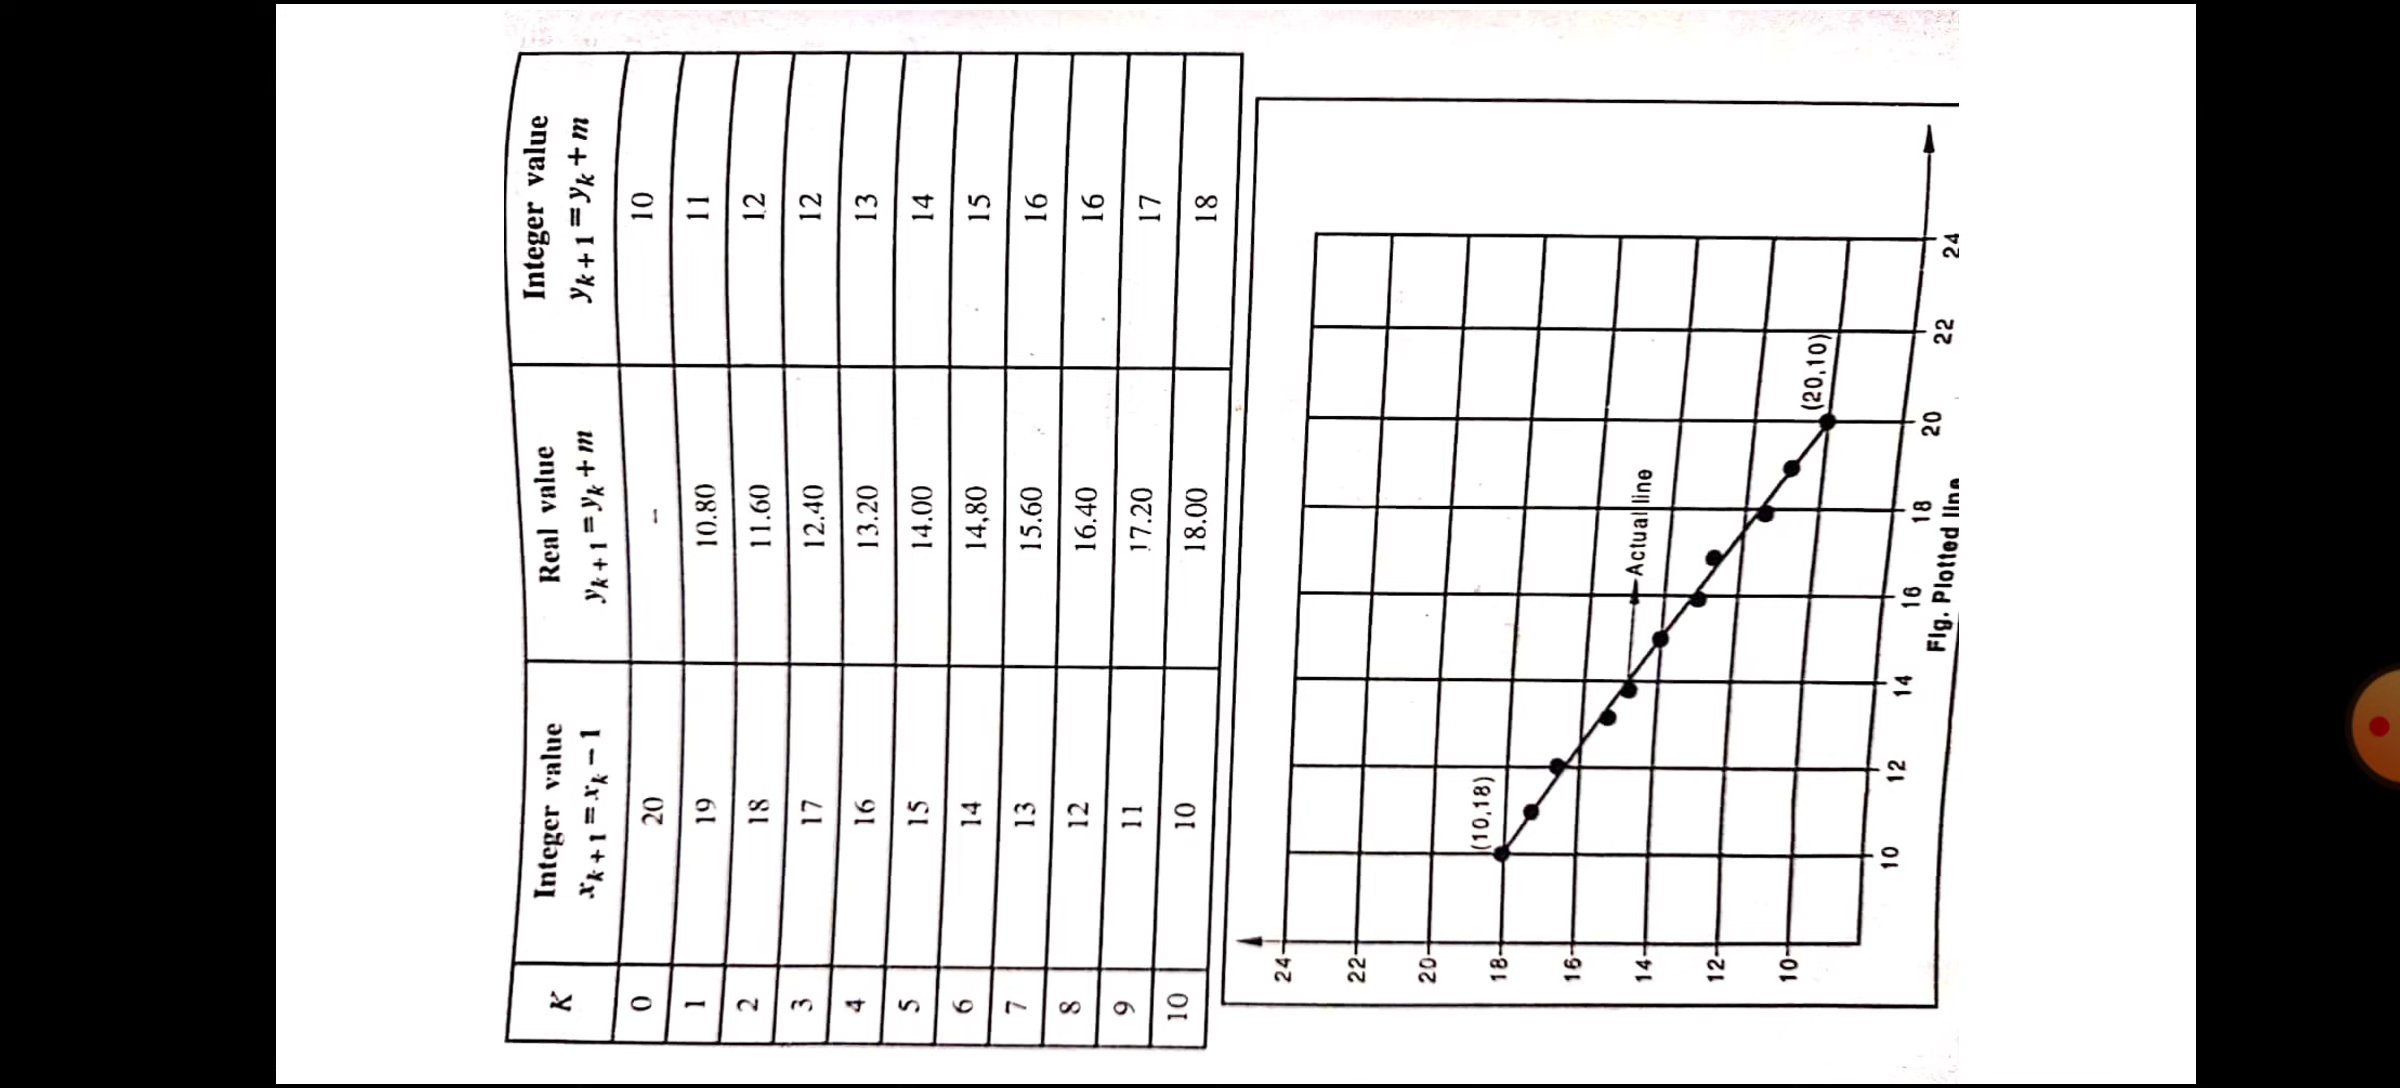 K Integer value x_{k+1} = x_k − 1 Real value y_{k+1} = y_k + m Integer value y_{k+1} = y_k + m
0 20 -- 10
1 19 10.80 11
2 18 11.60 12
3 17 12.40 12
4 16 13.20 13
5 15 14.00 14
6 14 14,80 15
7 13 15.60 16
8 12 16.40 16
9 11 17.20 17
10 10 18.00 18
24
22
20
18
16
14
12
10
(10,18)
Actual line
(20,10)
10 12 14 16 18 20 22 24
Fig. Plotted line